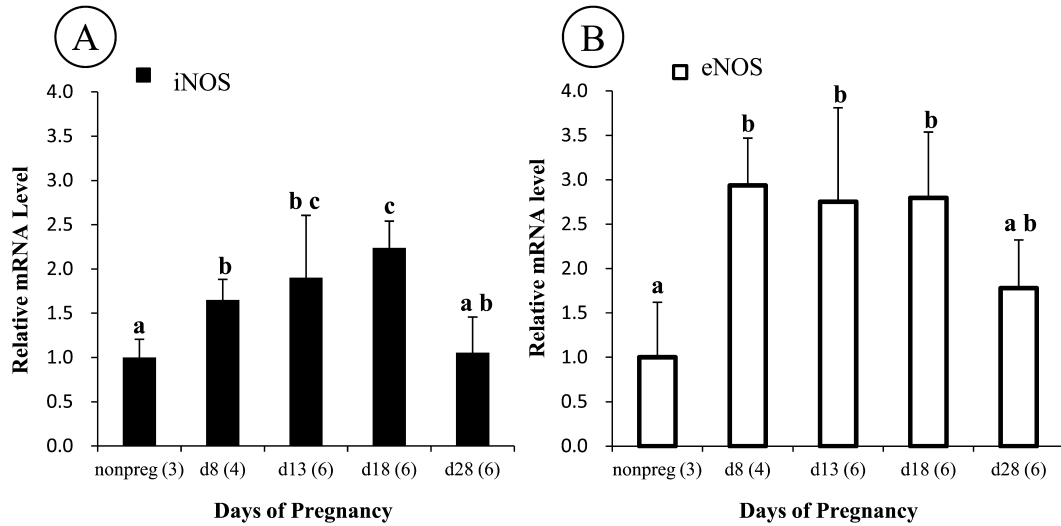 A
iNOS
Relative mRNA Level
4.0
3.5
3.0
2.5
2.0
1.5
1.0
0.5
0.0
a
b
b c
c
a b
nonpreg (3) d8 (4) d13 (6) d18 (6) d28 (6)
Days of Pregnancy
B
eNOS
Relative mRNA level
4.0
3.5
3.0
2.5
2.0
1.5
1.0
0.5
0.0
a
b
b
b
a b
nonpreg (3) d8 (4) d13 (6) d18 (6) d28 (6)
Days of Pregnancy